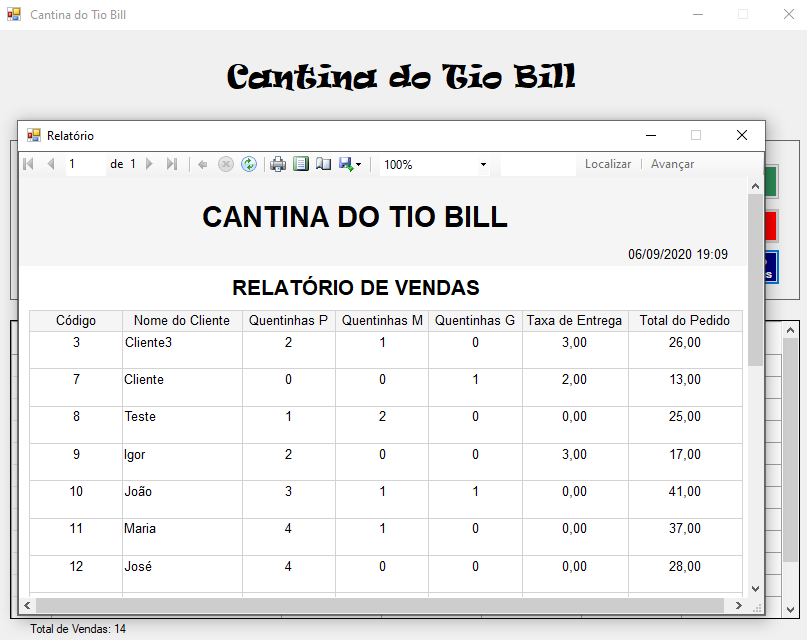 Cantina do Tio Bill
Cantina do Tio Bill
Relatório
1 de 1 100% Localizar | Avançar
CANTINA DO TIO BILL
06/09/2020 19:09
RELATÓRIO DE VENDAS
Código Nome do Cliente Quentinhas P Quentinhas M Quentinhas G Taxa de Entrega Total do Pedido
3 Cliente3 2 1 0 3,00 26,00
7 Cliente 0 0 1 2,00 13,00
8 Teste 1 2 0 0,00 25,00
9 Igor 2 0 0 3,00 17,00
10 João 3 1 1 0,00 41,00
11 Maria 4 1 0 0,00 37,00
12 José 4 0 0 0,00 28,00
Total de Vendas: 14